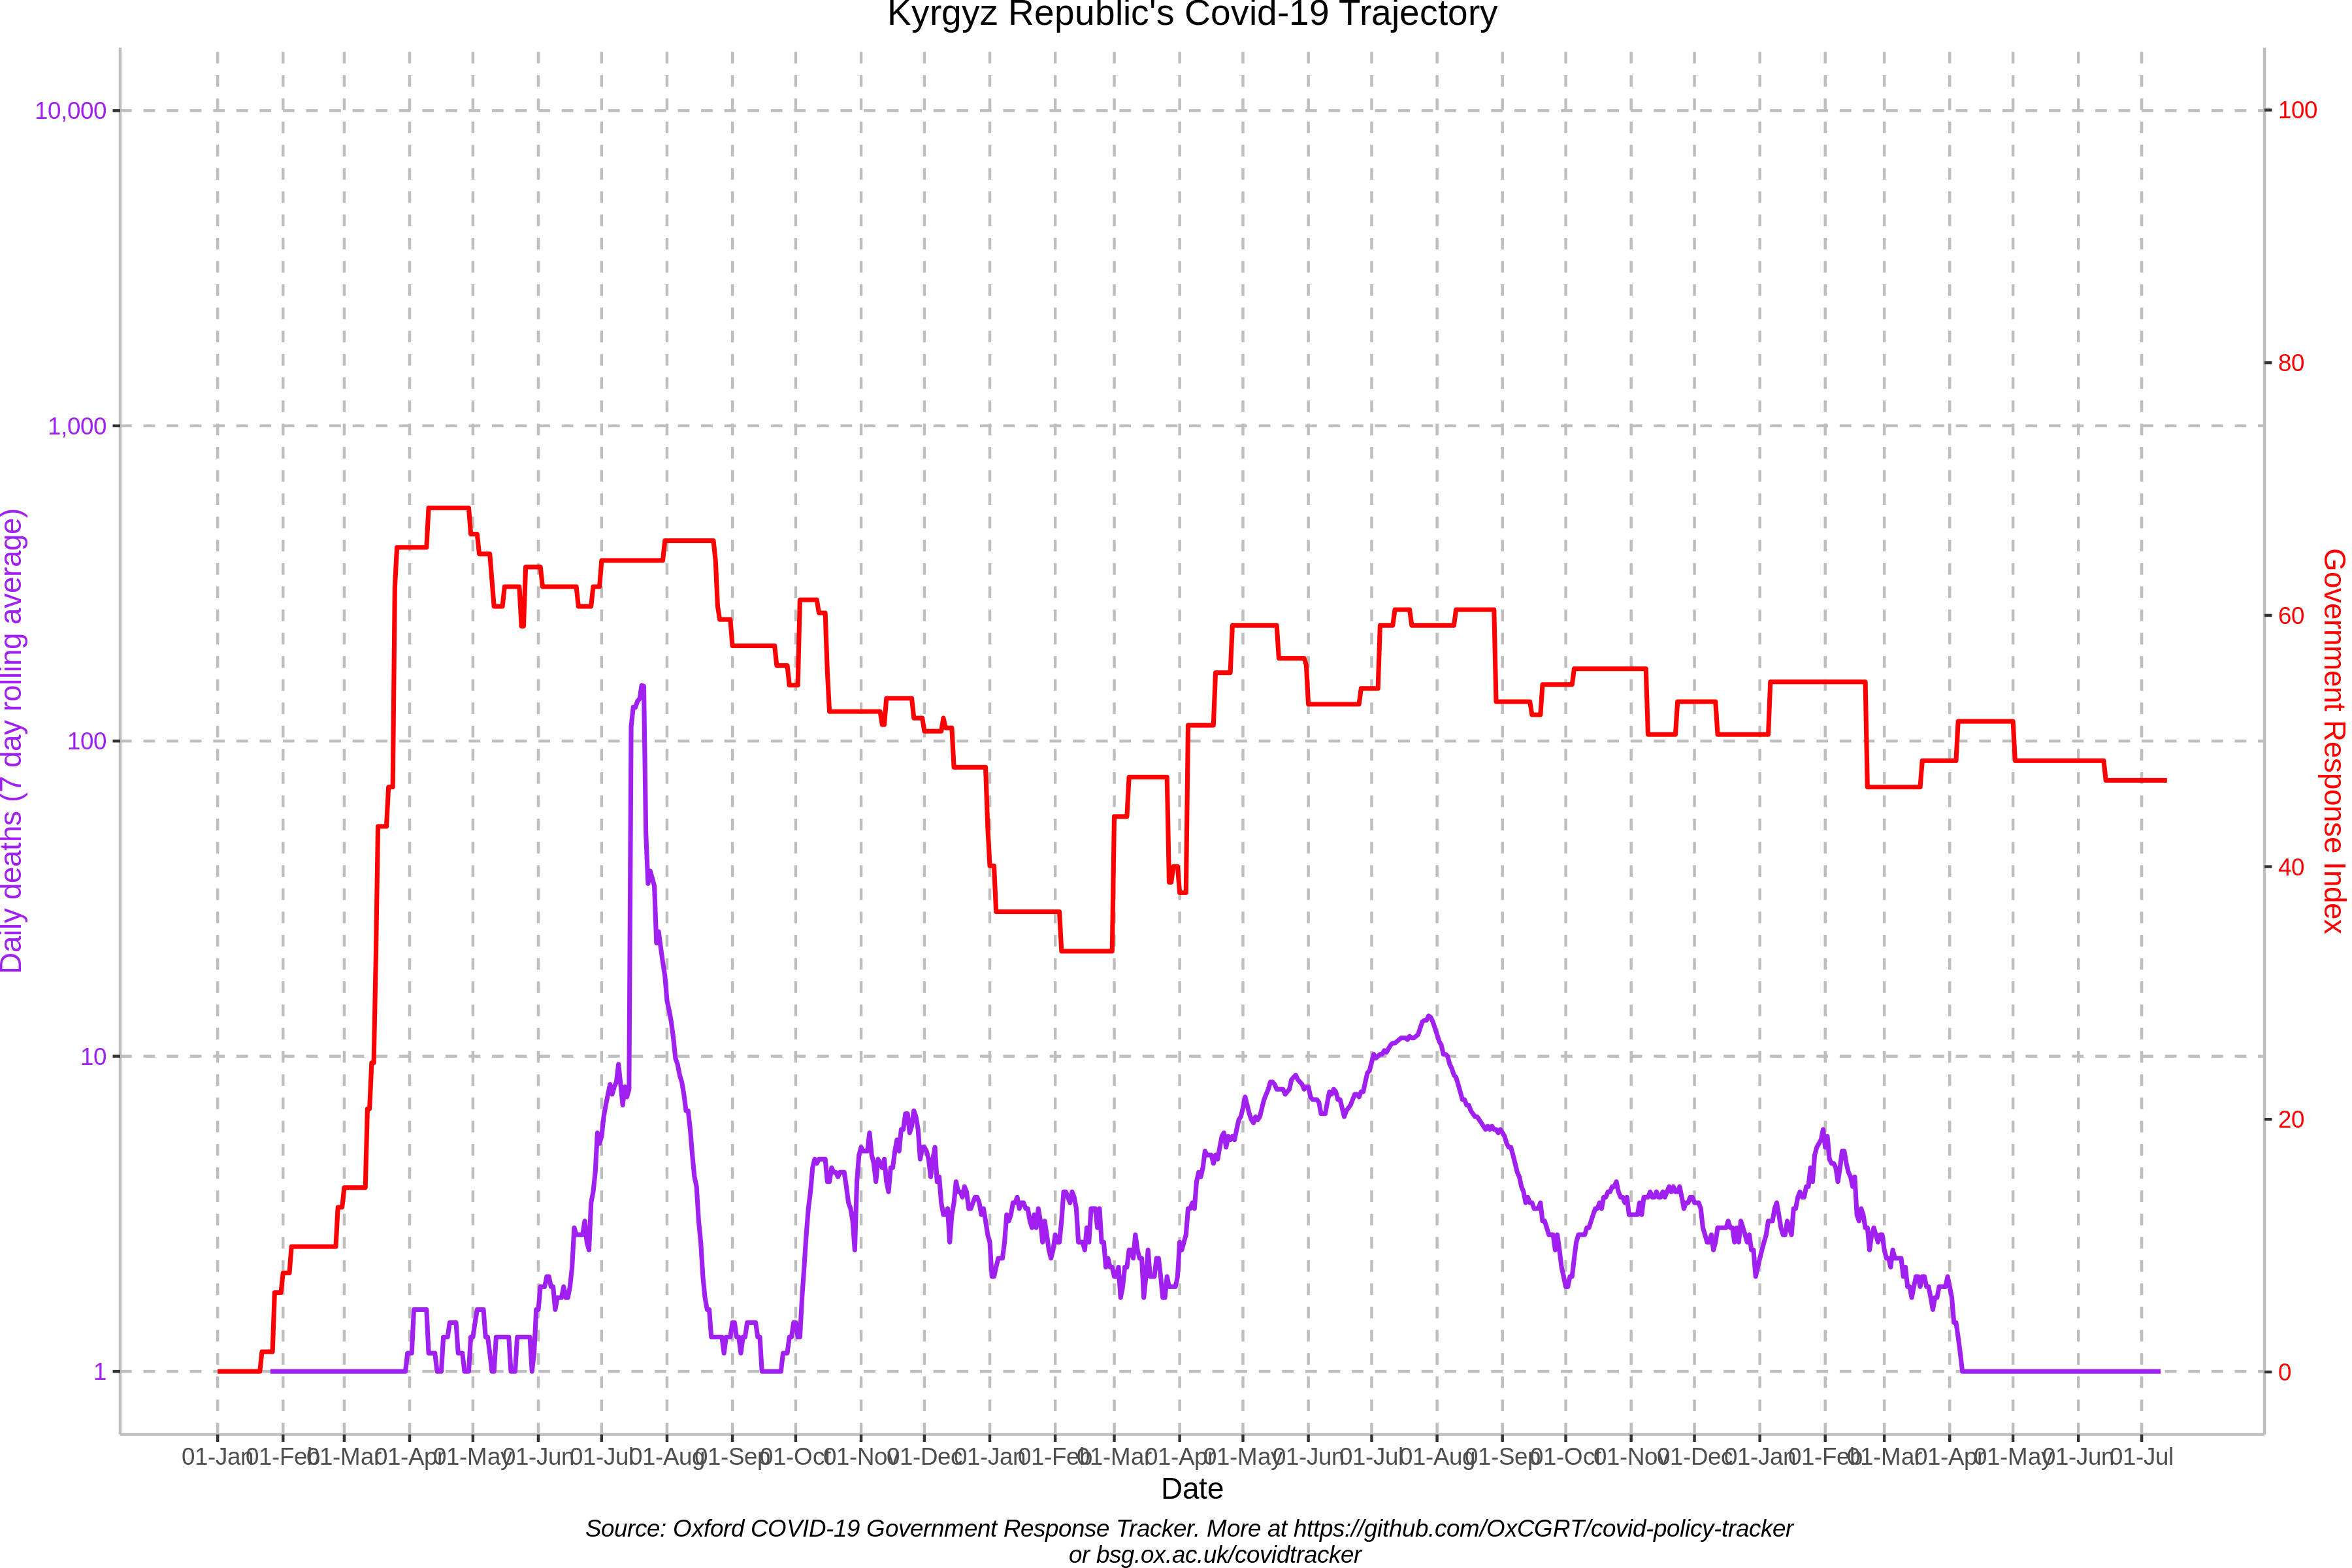 Kyrgyz Republic's Covid-19 Trajectory
10,000
1,000
100
10
1
Daily deaths (7 day rolling average)
100
80
60
40
20
0
Government Response Index
01-Jan 01-Feb 01-Mar 01-Apr 01-May 01-Jun 01-Jul 01-Aug 01-Sep 01-Oct 01-Nov 01-Dec 01-Jan 01-Feb 01-Mar 01-Apr 01-May 01-Jun 01-Jul 01-Aug 01-Sep 01-Oct 01-Nov 01-Dec 01-Jan 01-Feb 01-Mar 01-Apr 01-May 01-Jun 01-Jul
Date
Source: Oxford COVID-19 Government Response Tracker. More at https://github.com/OxCGRT/covid-policy-tracker
or bsg.ox.ac.uk/covidtracker